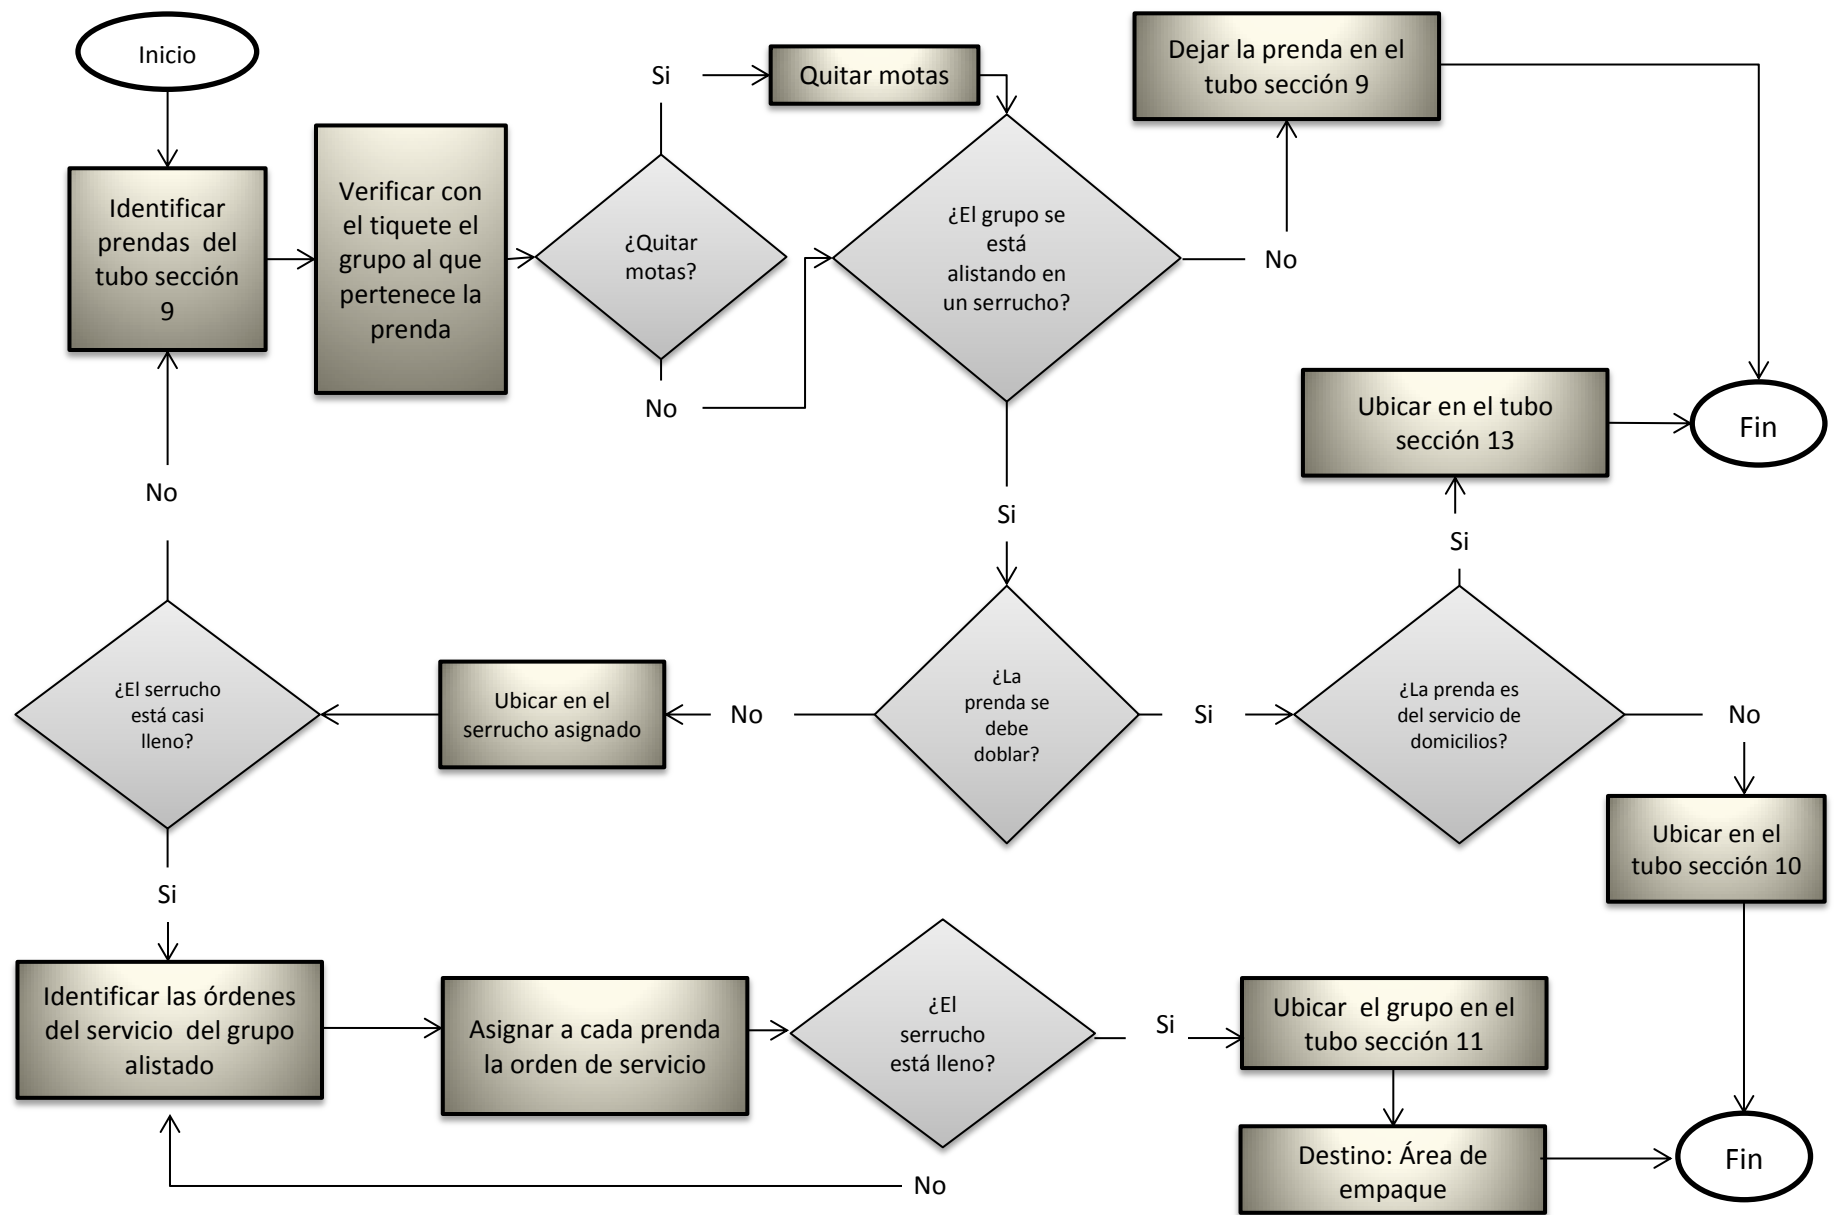 Inicio
Identificar
prendas del
tubo sección
9
Verificar con
el tiquete el
grupo al que
pertenece la
prenda
¿Quitar
motas?
Si
Quitar motas
No
¿El grupo se
está
alistando en
un serrucho?
No
Dejar la prenda en el
tubo sección 9
Fin
Si
¿La
prenda se
debe
doblar?
Si
¿La prenda es
del servicio de
domicilios?
Si
Ubicar en el tubo
sección 13
No
Ubicar en el
tubo sección 10
No
Ubicar en el
serrucho asignado
¿El serrucho
está casi
lleno?
No
Si
Identificar las órdenes
del servicio del grupo
alistado
Asignar a cada prenda
la orden de servicio
¿El
serrucho
está lleno?
No
Si
Ubicar el grupo en el
tubo sección 11
Destino: Área de
empaque
Fin